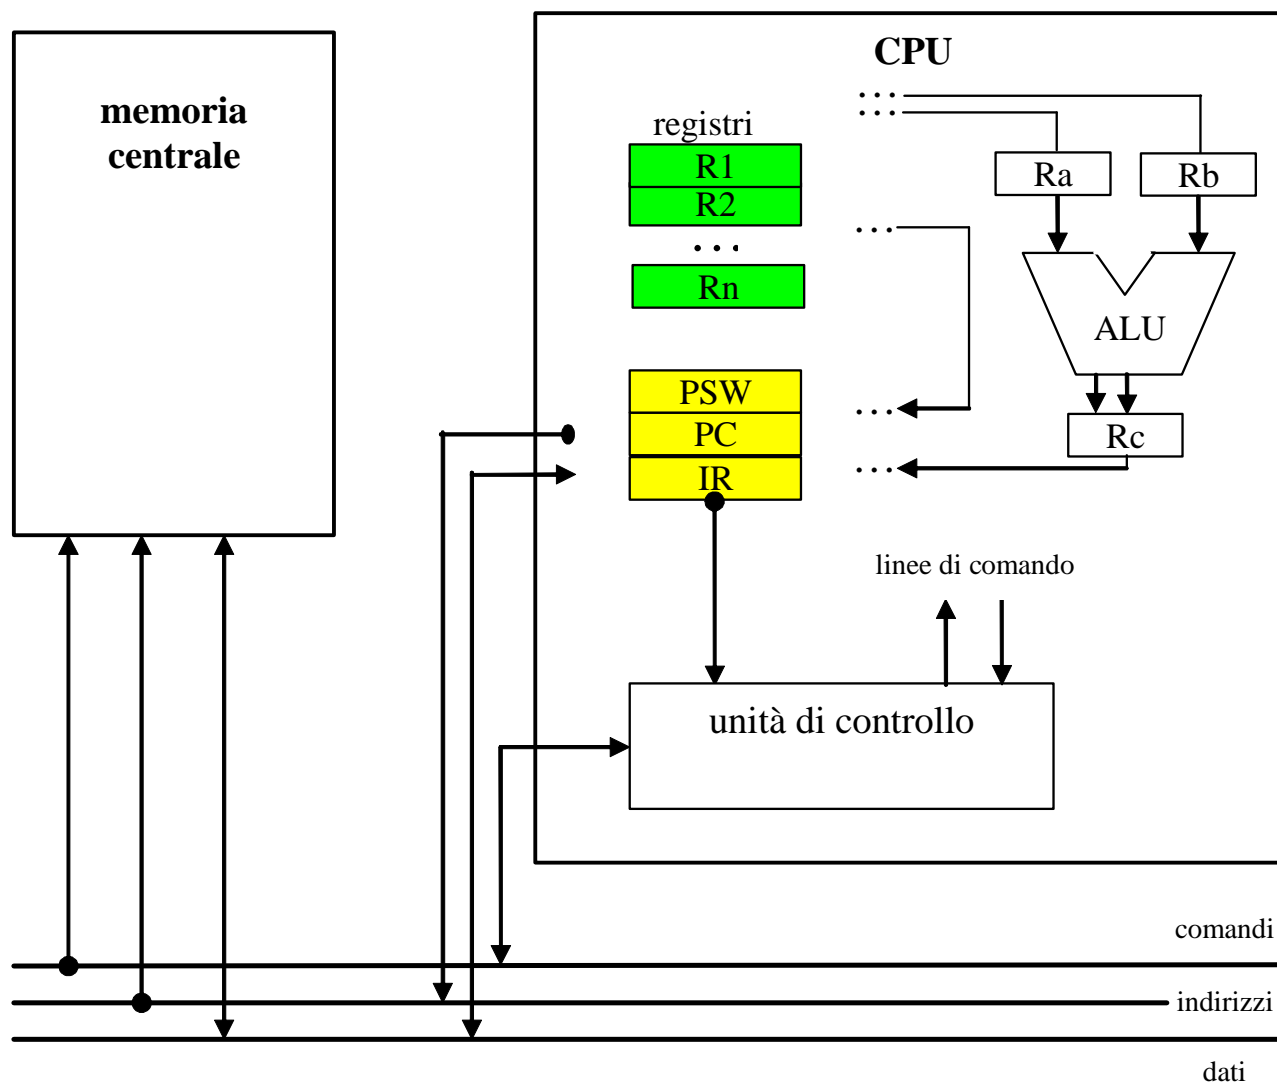 CPU
memoria
centrale
registri
R1
R2
...
Rn
Ra
Rb
ALU
Rc
PSW
PC
IR
linee di comando
unità di controllo
comandi
indirizzi
dati